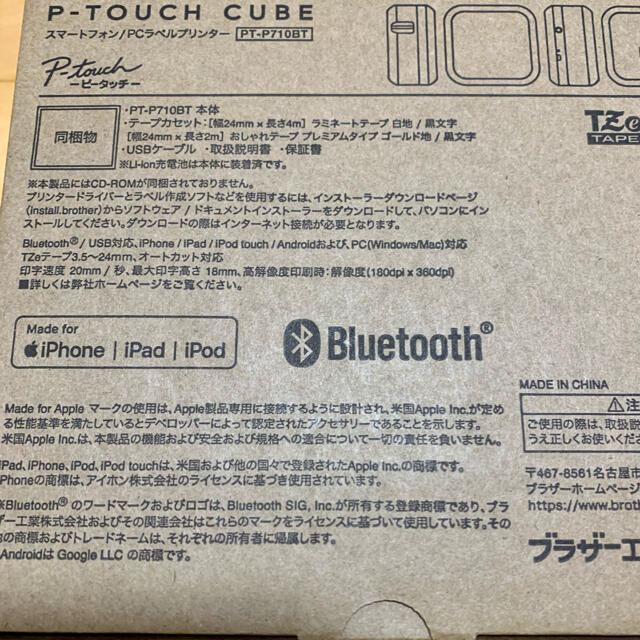 P-TOUCH CUBE
スマートフォン/PCラベルプリンター PT-P710BT
P-touch
ーピータッチー
同梱物
・PT-P710BT 本体
・テープカセット:[幅24mm×長さ4m] ラミネートテープ 白地 / 黒文字
[幅24mm×長さ2m] おしゃれテープ プレミアムタイプ ゴールド地 / 黒文字
・USBケーブル ・取扱説明書 ・保証書
※Li-ion充電池は本体に装着済です。
TZe
TAPE
※本製品にはCD-ROMが同梱されておりません。
プリンタードライバーとラベル作成ソフトなどを使用するには、インストーラーダウンロードページ
(install.brother)からソフトウェア / ドキュメントインストーラーをダウンロードして、パソコンにイン
ストールしてください。ダウンロードの際はインターネット接続が必要となります。
Bluetooth® / USB対応、iPhone / iPad / iPod touch / Androidおよび、PC(Windows/Mac)対応
TZeテープ3.5〜24mm、オートカット対応
印字速度 20mm / 秒、最大印字高さ 18mm、高解像度印刷時:解像度(180dpi x 360dpi)
■詳しくは弊社ホームページをご覧ください。
Made for
iPhone | iPad | iPod
Bluetooth®
MADE IN CHINA
⚠注
ご使用の際は、取扱説
うえ正しくお使いくださ
Made for Apple マークの使用は、Apple製品専用に接続するように設計され、米国Apple Inc.が定め
る性能基準を満たしているとデベロッパーによって認定されたアクセサリーであることを示します。
米国Apple Inc.は、本製品の機能および安全および規格への適合について一切の責任を負いません。
iPad、iPhone、iPod、iPod touchは、米国および他の国々で登録されたApple Inc.の商標です。
iPhoneの商標は、アイホン株式会社のライセンスに基づき使用されています。
※Bluetooth® のワードマークおよびロゴは、Bluetooth SIG, Inc.が所有する登録商標であり、ブラ
ザー工業株式会社およびその関連会社はこれらのマークをライセンスに基づいて使用しています。その
他の商標およびトレードネームは、それぞれの所有者に帰属します。
Androidは Google LLC の商標です。
〒467-8561名古屋市
ブラザーホームページ
https://www.broth
ブラザー工